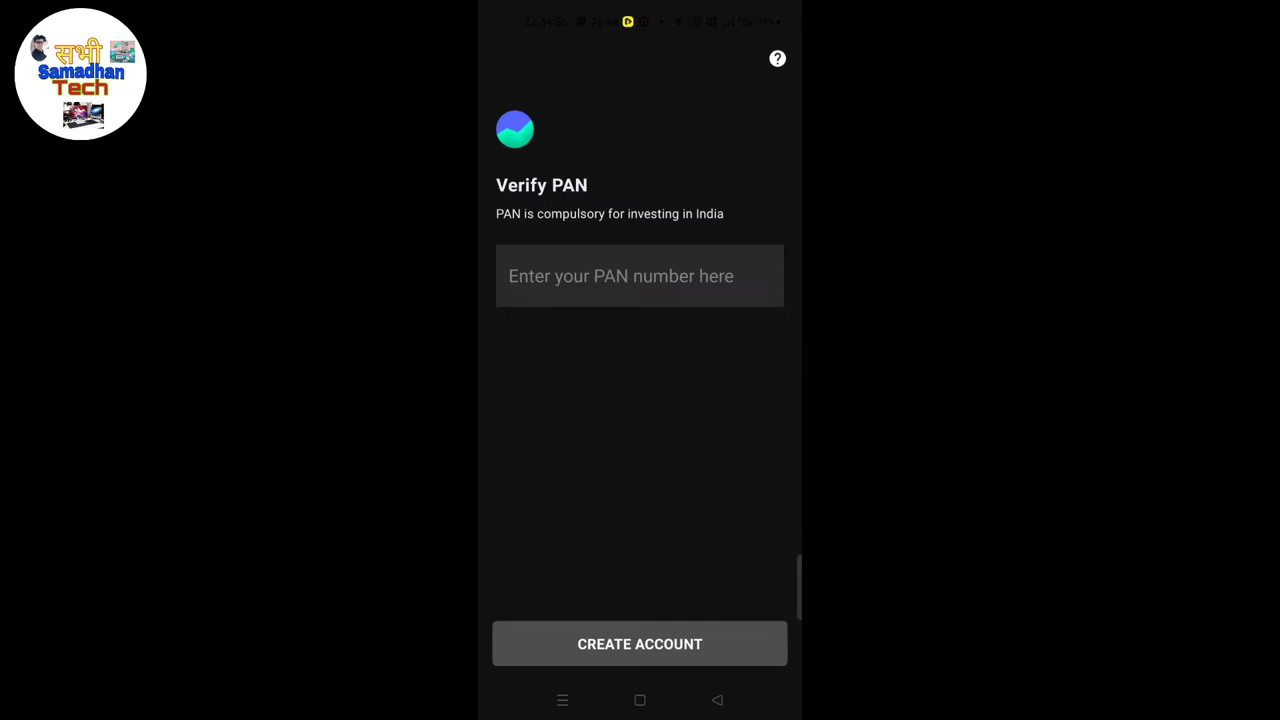 सभी
Samadhan
Tech
Verify PAN
PAN is compulsory for investing in India
Enter your PAN number here
CREATE ACCOUNT